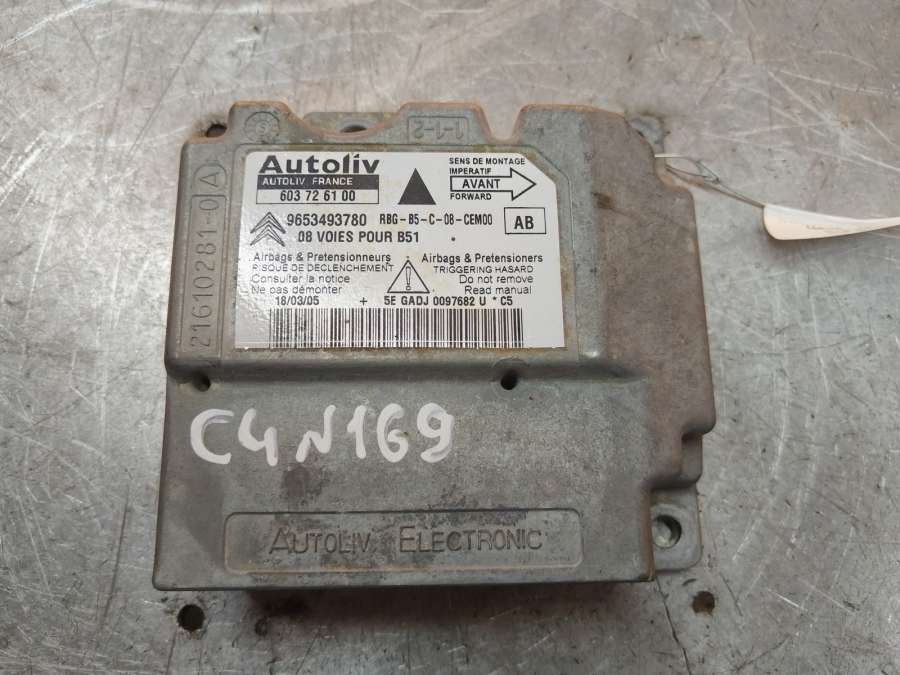 1-1-2
21610281-0 A
Autoliv
AUTOLIV FRANCE
603 72 61 00
SENS DE MONTAGE
IMPERATIF
AVANT
FORWARD
9653493780 RBG-B5-C-08-CEM00 AB
08 VOIES POUR B51
Airbags & Pretensionneurs
RISQUE DE DECLENCHEMENT
Consulter la notice
Ne pas démonter
Airbags & Pretensioners
TRIGGERING HASARD
Do not remove
Read manual
18/03/05 + 5E GADJ 0097682 U * C5
C4N169
AUTOLIV ELECTRONIC